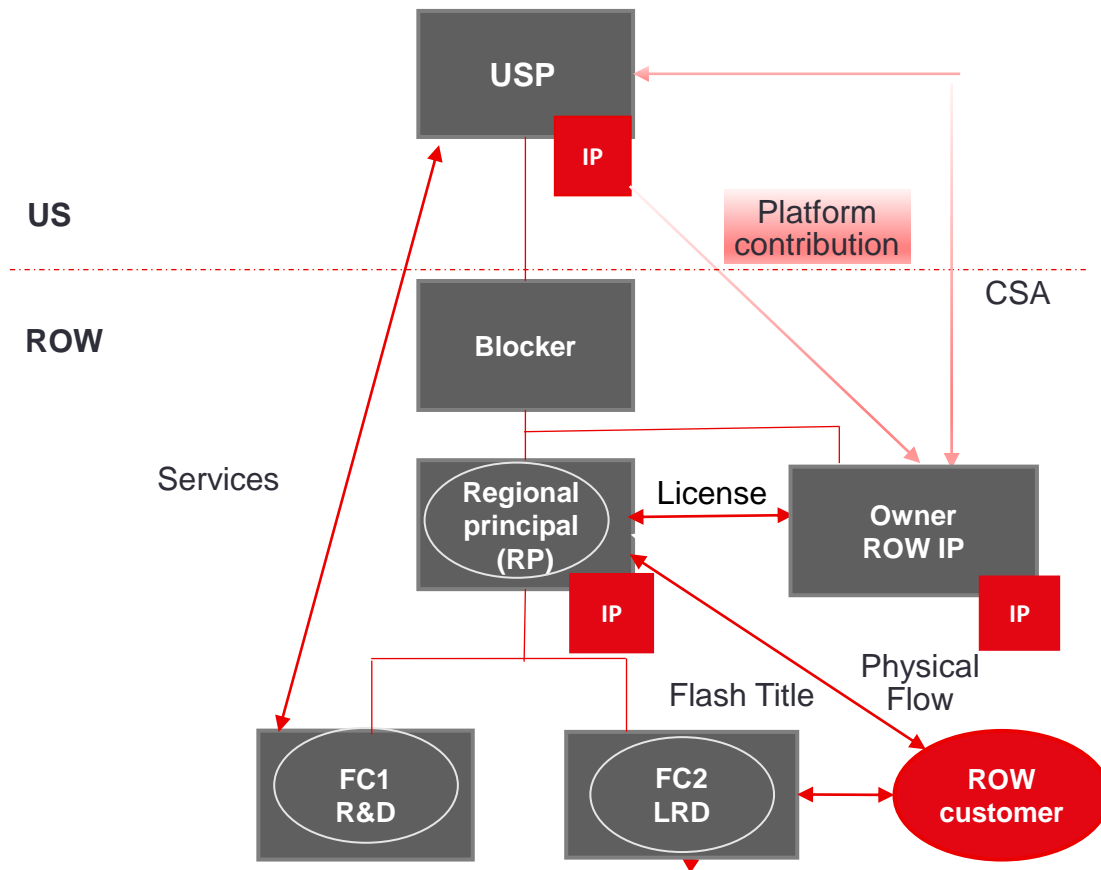 USP
IP
Platform
contribution
US
CSA
ROW
Blocker
Services
Regional
principal
(RP)
License
Owner
ROW IP
IP
IP
Physical
Flow
Flash Title
FC1
R&D
FC2
LRD
ROW
customer